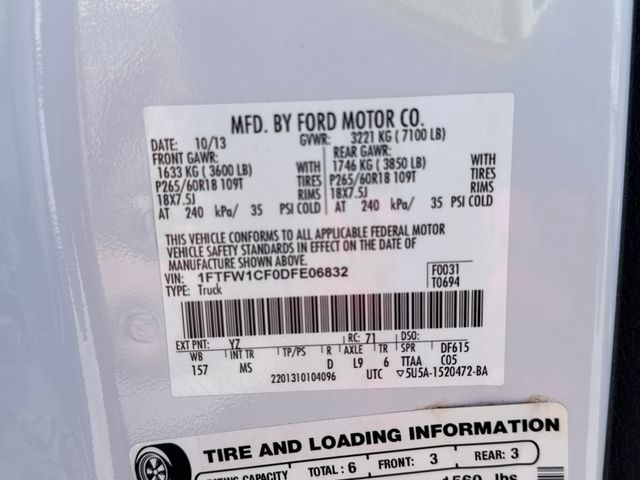 MFD. BY FORD MOTOR CO.
DATE: 10/13 GVWR: 3221 KG ( 7100 LB)
FRONT GAWR: REAR GAWR:
1633 KG ( 3600 LB) WITH 1746 KG ( 3850 LB) WITH
P265/60R18 109T TIRES P265/60R18 109T TIRES
18X7.5J RIMS 18X7.5J RIMS
AT 240 kPa/ 35 PSI COLD AT 240 kPa/ 35 PSI COLD
THIS VEHICLE CONFORMS TO ALL APPLICABLE FEDERAL MOTOR
VEHICLE SAFETY STANDARDS IN EFFECT ON THE DATE OF
MANUFACTURE SHOWN ABOVE.
VIN: 1FTFW1CF0DFE06832 F0031
TYPE: Truck T0694
EXT PNT: YZ RC: 71 DSO:
WB INT TR TP/PS R AXLE TR SPR DF615
157 MS D L9 6 TTAA C05
2201310104096 UTC ▽5U5A-1520472-BA
TIRE AND LOADING INFORMATION
SEATING CAPACITY TOTAL : 6 FRONT: 3 REAR: 3
1560 lbs